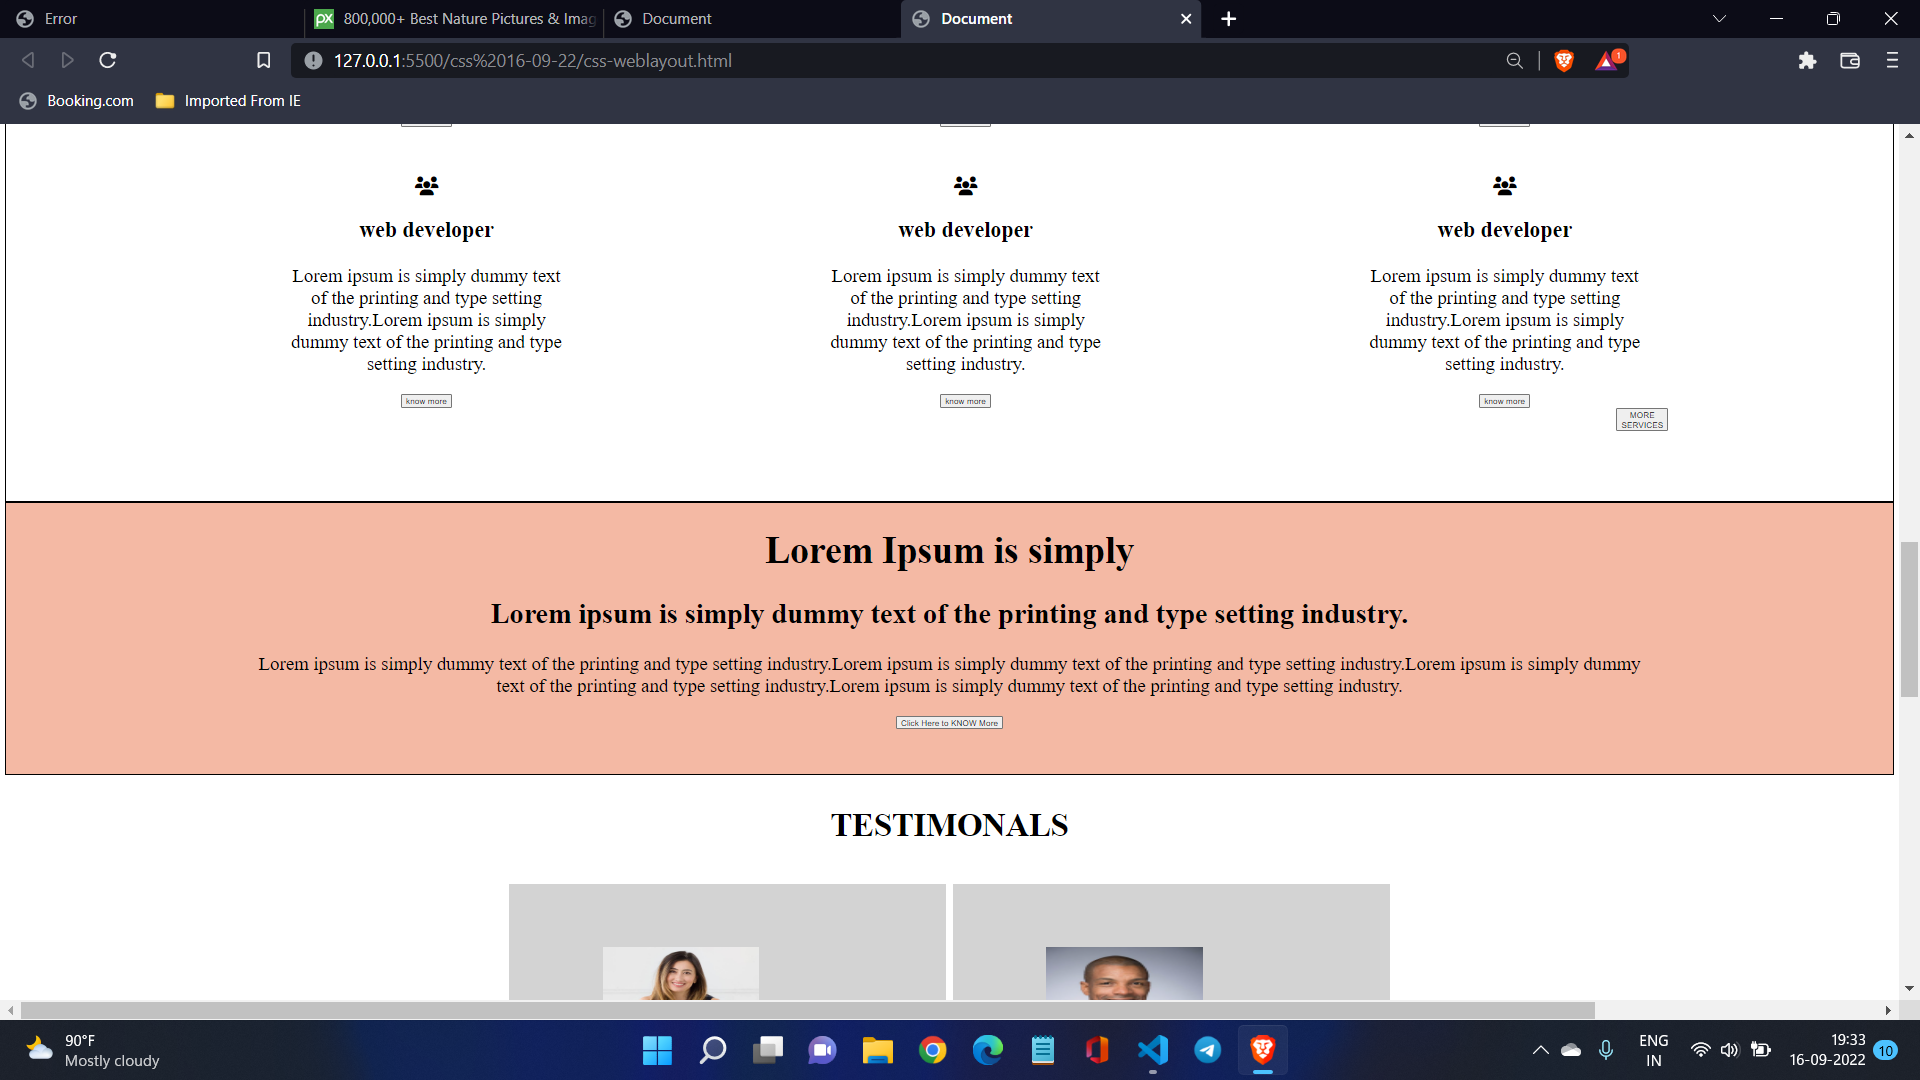 Error
800,000+ Best Nature Pictures & Imag
Document
Document
127.0.0.1:5500/css%2016-09-22/css-weblayout.html
1
Booking.com
Imported From IE
web developer
Lorem ipsum is simply dummy text
of the printing and type setting
industry.Lorem ipsum is simply
dummy text of the printing and type
setting industry.
know more
web developer
Lorem ipsum is simply dummy text
of the printing and type setting
industry.Lorem ipsum is simply
dummy text of the printing and type
setting industry.
know more
web developer
Lorem ipsum is simply dummy text
of the printing and type setting
industry.Lorem ipsum is simply
dummy text of the printing and type
setting industry.
know more
MORE
SERVICES
Lorem Ipsum is simply
Lorem ipsum is simply dummy text of the printing and type setting industry.
Lorem ipsum is simply dummy text of the printing and type setting industry.Lorem ipsum is simply dummy text of the printing and type setting industry.Lorem ipsum is simply dummy
text of the printing and type setting industry.Lorem ipsum is simply dummy text of the printing and type setting industry.
Click Here to KNOW More
TESTIMONALS
90°F
Mostly cloudy
ENG
IN
19:33
16-09-2022
10